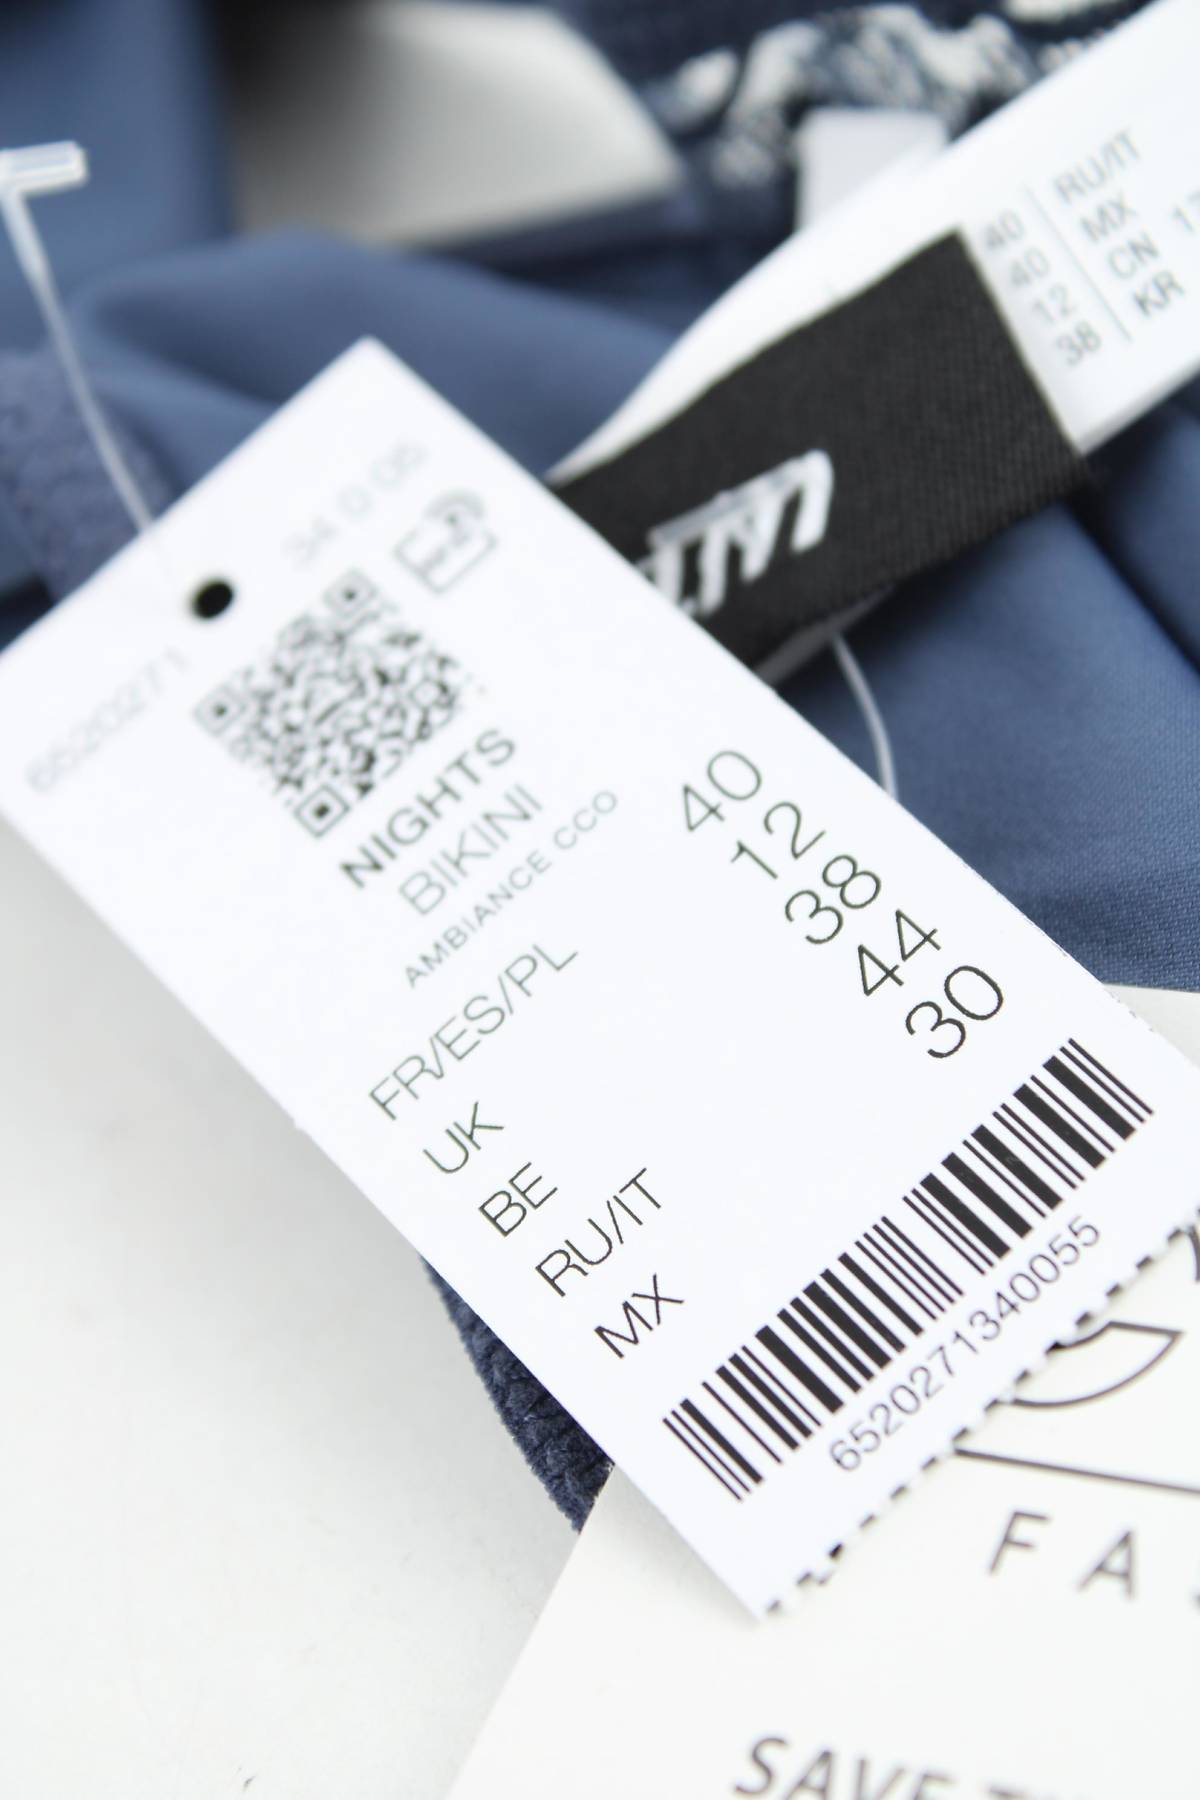 6520271
34 0 05
NIGHTS
BIKINI
AMBIANCE CCO
FR/ES/PL 40
UK 12
BE 38
RU/IT 44
MX 30
6520271340055
40 RU/IT
40 MX
12 CN
38 KR
FA
SAVE